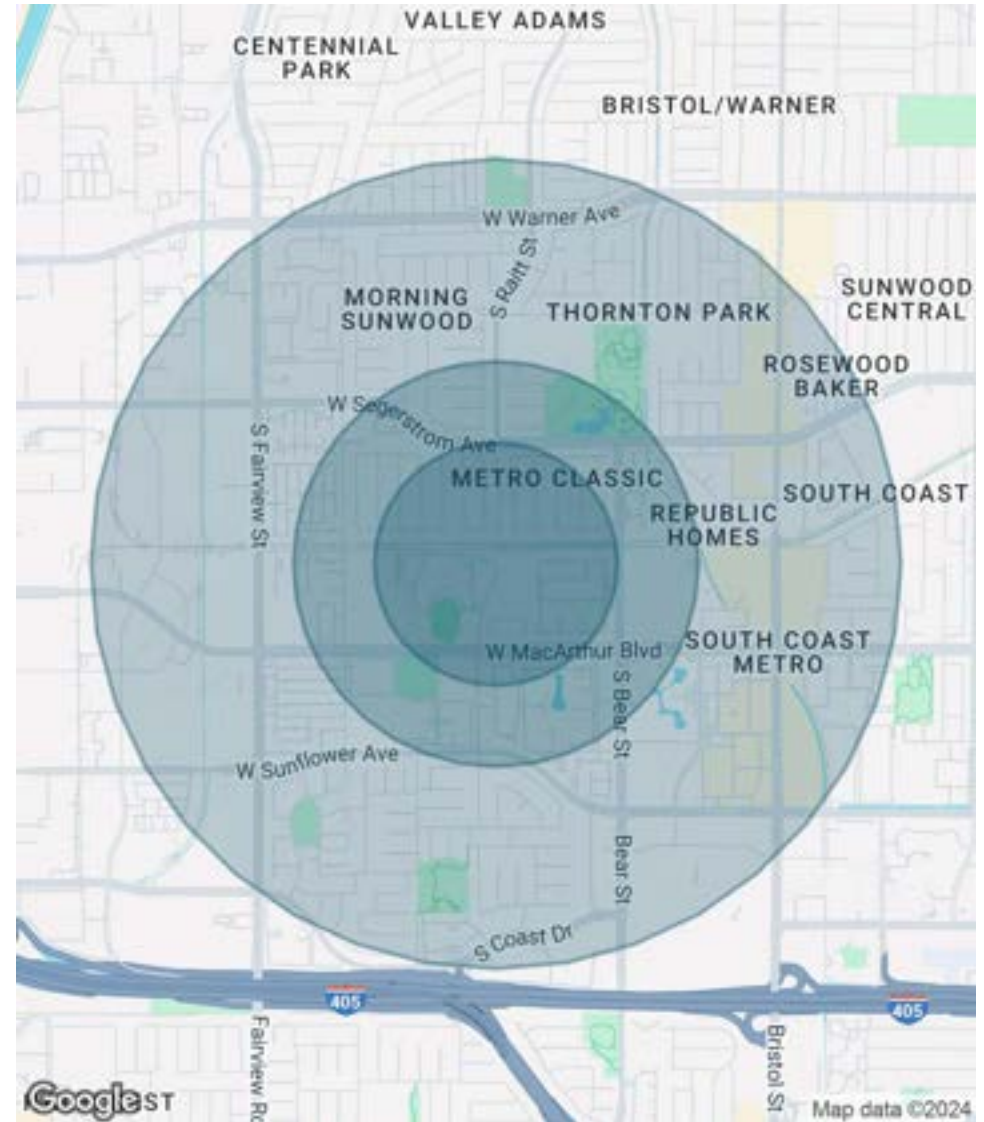 VALLEY ADAMS
CENTENNIAL
PARK
BRISTOL/WARNER
W Warner Ave
S Raitt St
MORNING
SUNWOOD
THORNTON PARK
SUNWOOD
CENTRAL
ROSEWOOD
BAKER
W Segerstrom Ave
S Fairview St
METRO CLASSIC
SOUTH COAST
REPUBLIC
HOMES
W MacArthur Blvd
SOUTH COAST
METRO
S Bear St
W Sunflower Ave
Bear St
S Coast Dr
405
405
Fairview Rd
Bristol St
Google
Map data ©2024